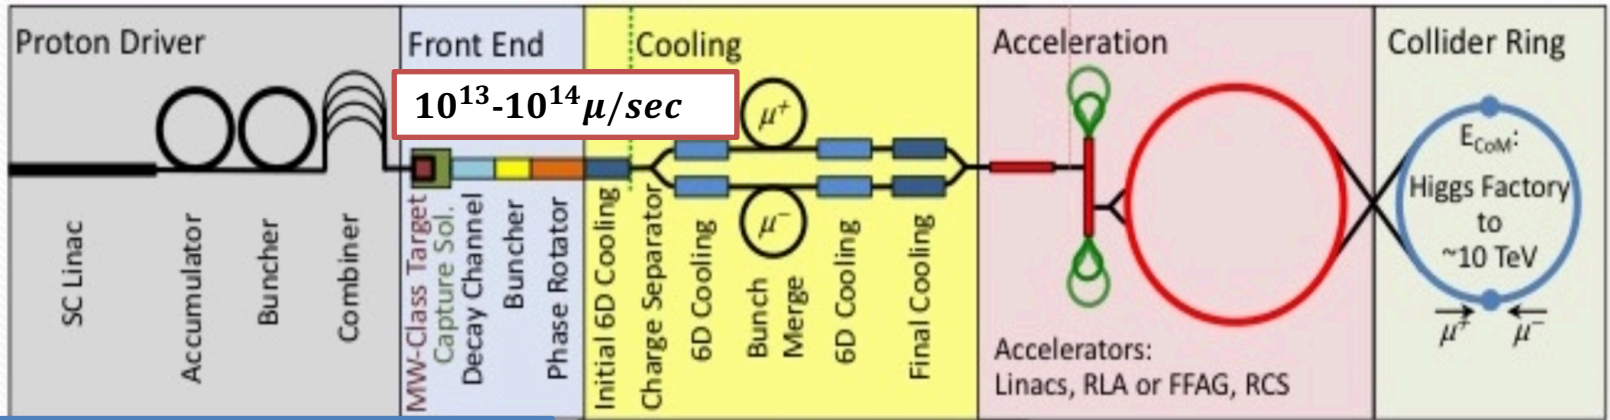 Proton Driver
Front End
Cooling
Acceleration
Collider Ring
10¹³-10¹⁴μ/sec
μ⁺
μ⁻
E_CoM:
Higgs Factory
to
~10 TeV
μ⁺
μ⁻
SC Linac
Accumulator
Buncher
Combiner
MW-Class Target
Capture Sol.
Decay Channel
Buncher
Phase Rotator
Initial 6D Cooling
Charge Separator
6D Cooling
Bunch
Merge
6D Cooling
Final Cooling
Accelerators:
Linacs, RLA or FFAG, RCS